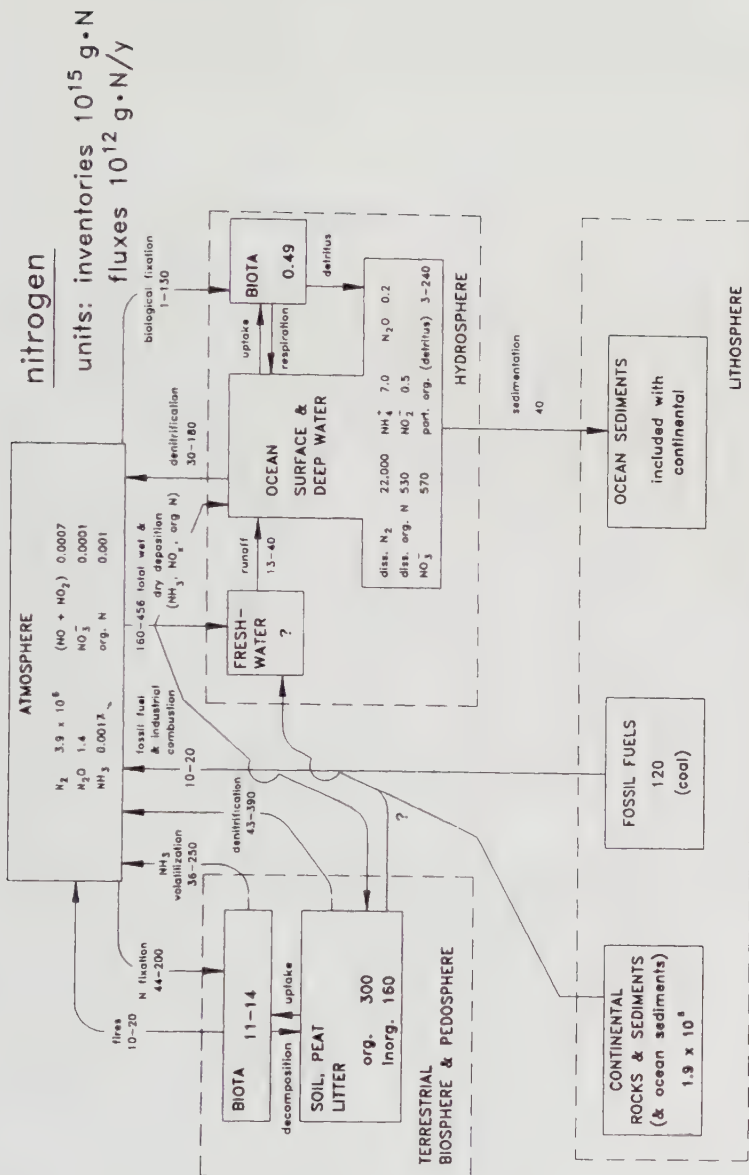 nitrogen
units: inventories 10¹⁵ g·N
fluxes 10¹² g·N/y
ATMOSPHERE
N₂ 3.9 x 10⁶ (NO + NO₂) 0.0007
N₂O 1.4 NO₃⁻ 0.0001
NH₃ 0.0017 org. N 0.001
fires
10-20
N fixation
44-200
NH₃
volatilization
36-250
denitrification
43-390
fossil fuel
& industrial
combustion
10-20
160-456 total wet &
dry deposition
(NH₃, NOₓ, org N)
denitrification
30-180
biological fixation
1-130
BIOTA
11-14
decomposition
uptake
SOIL, PEAT
LITTER
org. 300
Inorg. 160
TERRESTRIAL
BIOSPHERE & PEDOSPHERE
?
FRESH-
WATER
?
runoff
13-40
OCEAN
SURFACE &
DEEP WATER
uptake
respiration
BIOTA
0.49
detritus
diss. N₂ 22,000 NH₄⁺ 7.0 N₂O 0.2
diss. org. N 530 NO₂⁻ 0.5
NO₃⁻ 570 part. org. (detritus) 3-240
HYDROSPHERE
sedimentation
40
CONTINENTAL
ROCKS & SEDIMENTS
(& ocean sediments)
1.9 x 10⁸
FOSSIL FUELS
120
(coal)
OCEAN SEDIMENTS
included with
continental
LITHOSPHERE